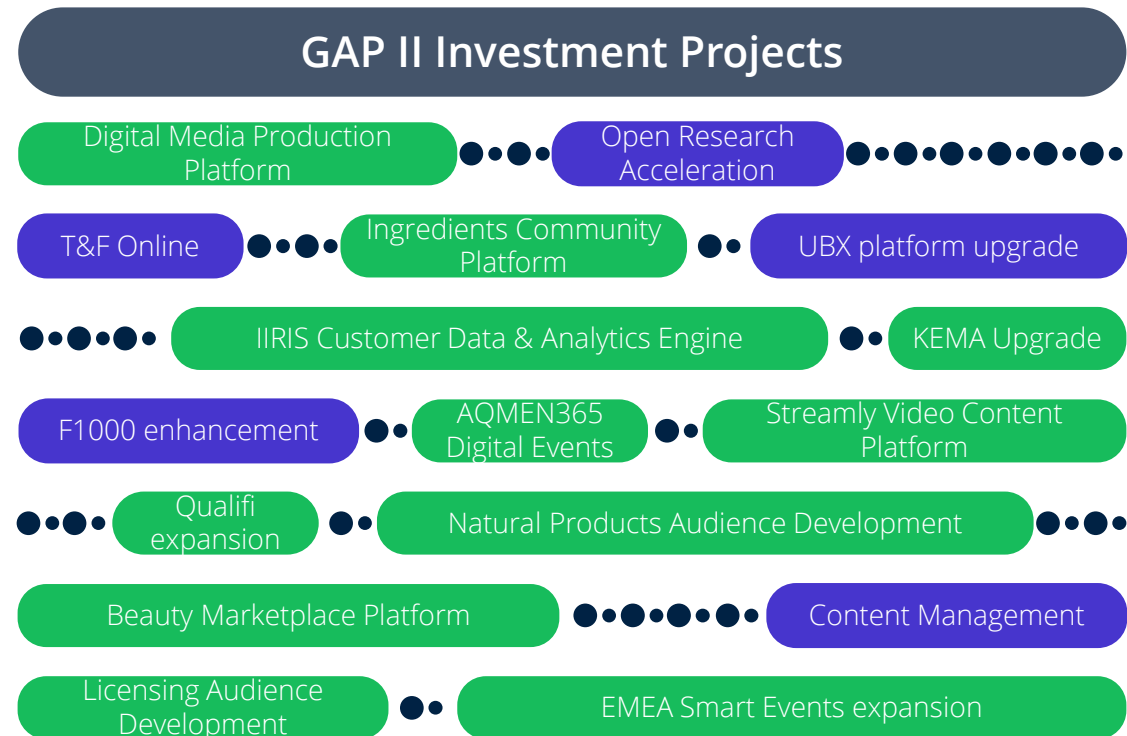 GAP II Investment Projects
Digital Media Production
Platform
Open Research
Acceleration
T&F Online
Ingredients Community
Platform
UBX platform upgrade
IIRIS Customer Data & Analytics Engine
KEMA Upgrade
F1000 enhancement
AQMEN365
Digital Events
Streamly Video Content
Platform
Qualifi
expansion
Natural Products Audience Development
Beauty Marketplace Platform
Content Management
Licensing Audience
Development
EMEA Smart Events expansion